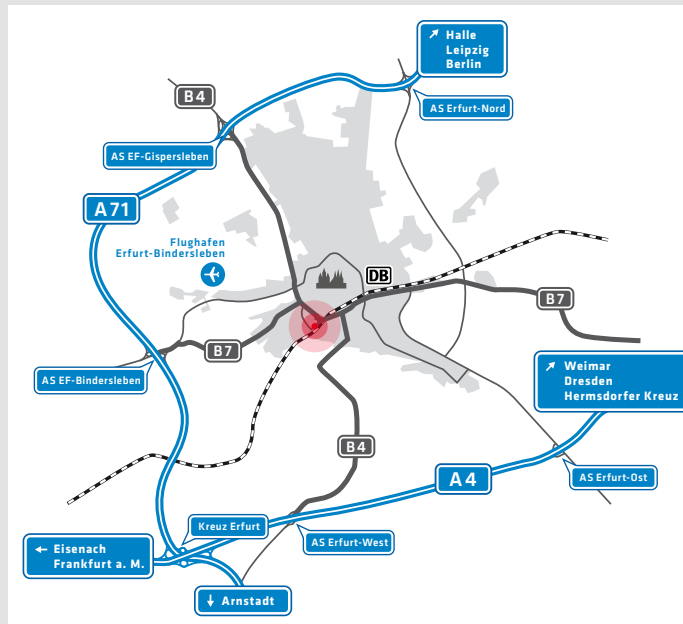 Halle
Leipzig
Berlin
B4
AS Erfurt-Nord
AS EF-Gispersleben
A71
Flughafen
Erfurt-Bindersleben
DB
B7
B7
AS EF-Bindersleben
Weimar
Dresden
Hermsdorfer Kreuz
B4
A4
AS Erfurt-Ost
Kreuz Erfurt
AS Erfurt-West
Eisenach
Frankfurt a. M.
Arnstadt